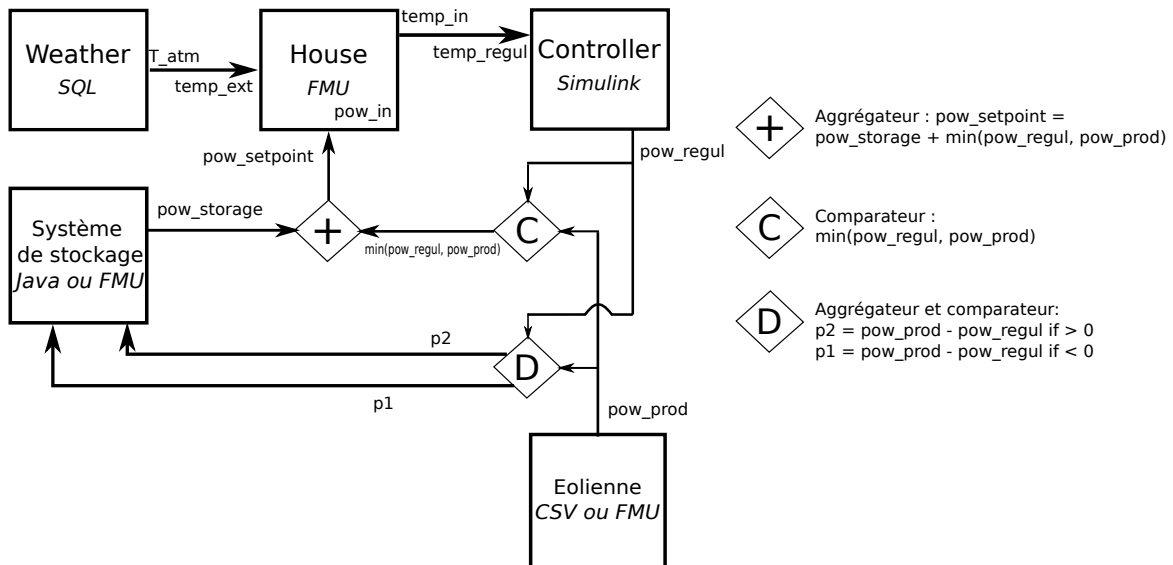 Weather
SQL
T_atm
temp_ext
House
FMU
pow_in
temp_in
temp_regul
Controller
Simulink
pow_regul
pow_setpoint
Système
de stockage
Java ou FMU
pow_storage
+
min(pow_regul, pow_prod)
C
p2
p1
D
pow_prod
Eolienne
CSV ou FMU
+
Aggrégateur : pow_setpoint =
pow_storage + min(pow_regul, pow_prod)
C
Comparateur :
min(pow_regul, pow_prod)
D
Aggrégateur et comparateur:
p2 = pow_prod - pow_regul if > 0
p1 = pow_prod - pow_regul if < 0